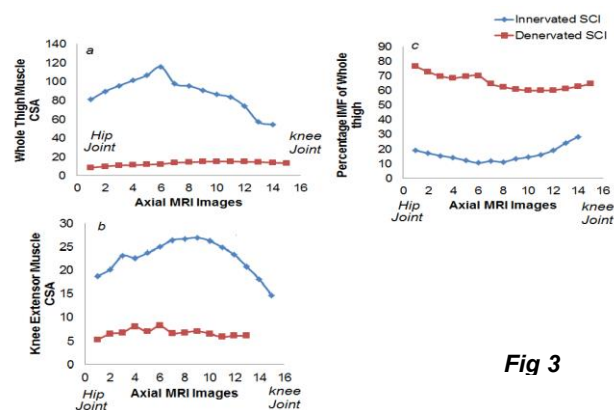 Innervated SCI
Denervated SCI
a
Whole Thigh Muscle
CSA
140
120
100
80
60
40
20
0
Hip
Joint
knee
Joint
0 2 4 6 8 10 12 14 16
Axial MRI Images
c
Percentage IMF of Whole
thigh
90
80
70
60
50
40
30
20
10
0
0 2 4 6 8 10 12 14 16
Hip
Joint
Axial MRI Images
knee
Joint
b
Knee Extensor Muscle
CSA
30
25
20
15
10
5
0
0 2 4 6 8 10 12 14 16
Hip
Joint
Axial MRI Images
knee
Joint
Fig 3